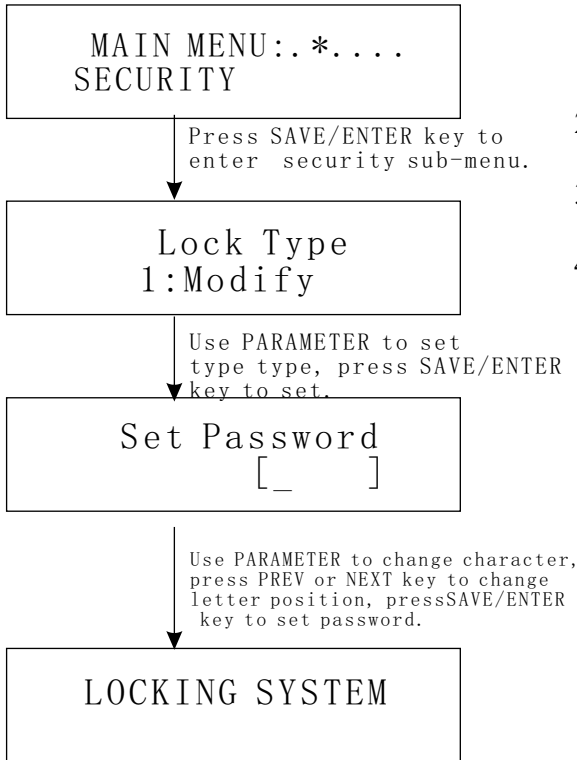 MAIN MENU:.*....
SECURITY
Press SAVE/ENTER key to
enter security sub-menu.
Lock Type
1:Modify
Use PARAMETER to set
type type, press SAVE/ENTER
key to set.
Set Password
[_ ]
Use PARAMETER to change character,
press PREV or NEXT key to change
letter position, pressSAVE/ENTER
key to set password.
LOCKING SYSTEM